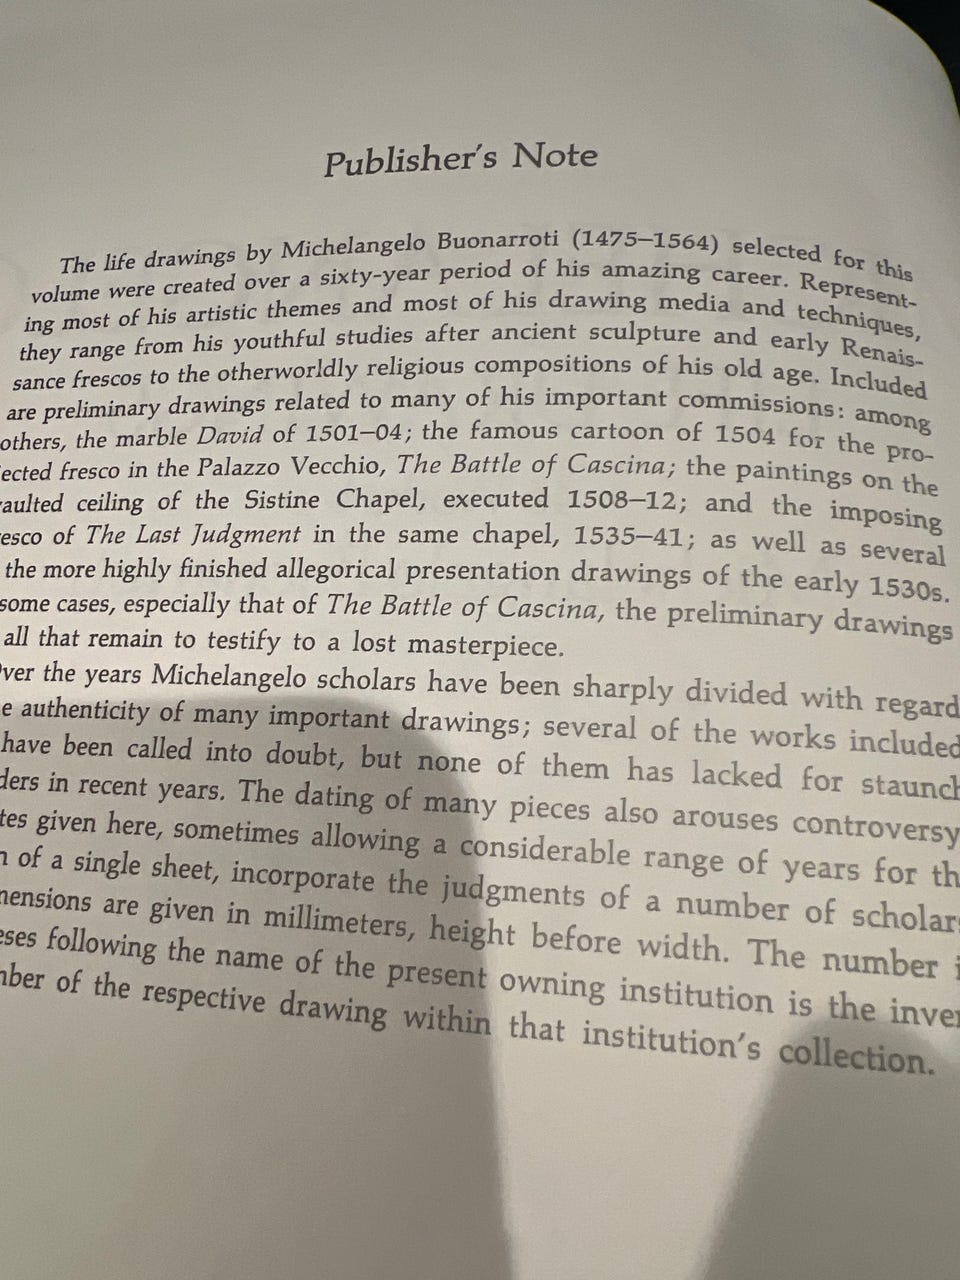 Publisher's Note
The life drawings by Michelangelo Buonarroti (1475–1564) selected for this
volume were created over a sixty-year period of his amazing career. Represent-
ing most of his artistic themes and most of his drawing media and techniques,
they range from his youthful studies after ancient sculpture and early Renais-
sance frescos to the otherworldly religious compositions of his old age. Included
are preliminary drawings related to many of his important commissions: among
others, the marble David of 1501–04; the famous cartoon of 1504 for the pro-
ected fresco in the Palazzo Vecchio, The Battle of Cascina; the paintings on the
aulted ceiling of the Sistine Chapel, executed 1508–12; and the imposing
esco of The Last Judgment in the same chapel, 1535–41; as well as several
the more highly finished allegorical presentation drawings of the early 1530s.
some cases, especially that of The Battle of Cascina, the preliminary drawings
all that remain to testify to a lost masterpiece.
ver the years Michelangelo scholars have been sharply divided with regard
e authenticity of many important drawings; several of the works included
have been called into doubt, but none of them has lacked for staunch
ders in recent years. The dating of many pieces also arouses controversy
tes given here, sometimes allowing a considerable range of years for th
n of a single sheet, incorporate the judgments of a number of scholars
mensions are given in millimeters, height before width. The number i
eses following the name of the present owning institution is the inven
mber of the respective drawing within that institution's collection.